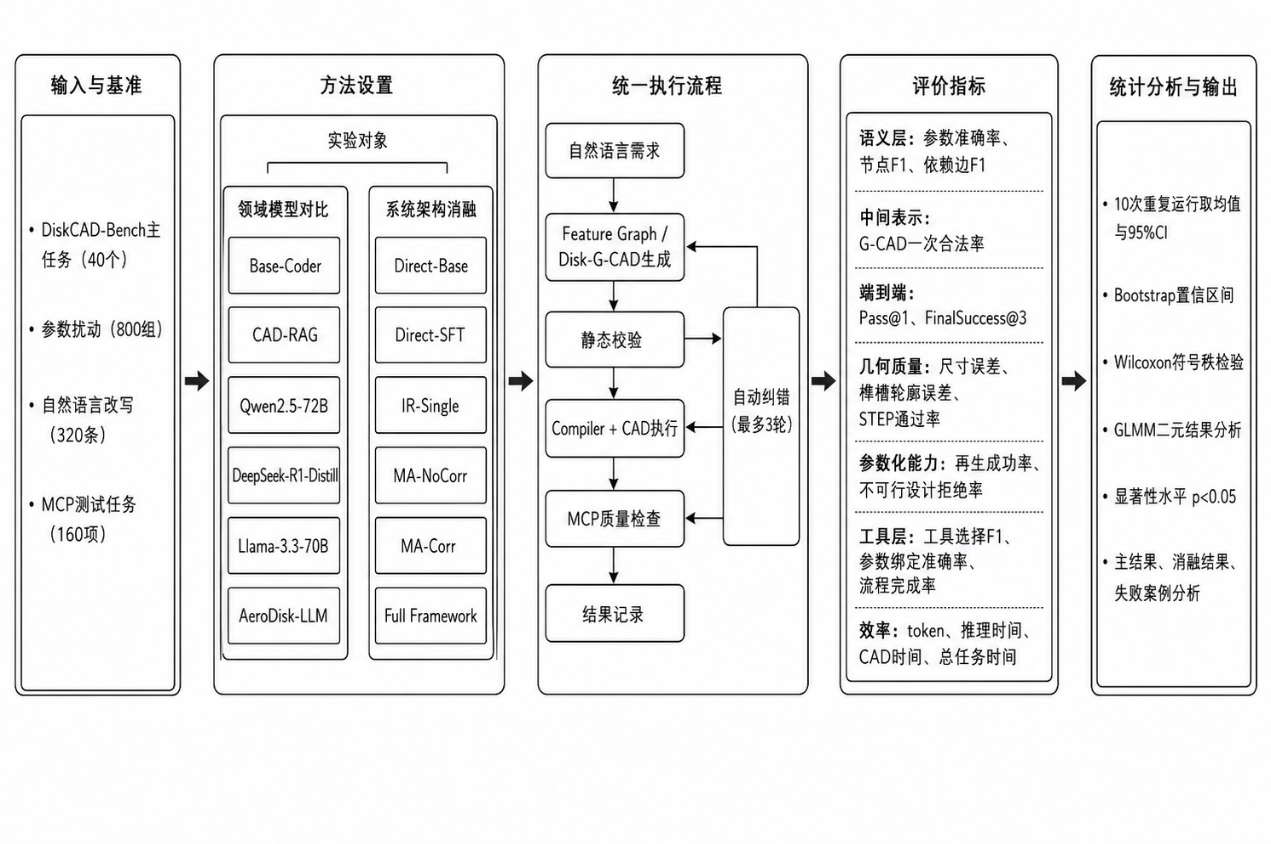 输入与基准
• DiskCAD-Bench主
任务（40个）
• 参数扰动（800组）
• 自然语言改写
（320条）
• MCP测试任务
（160项）
方法设置
实验对象
领域模型对比
Base-Coder
CAD-RAG
Qwen2.5-72B
DeepSeek-R1-Distill
Llama-3.3-70B
AeroDisk-LLM
系统架构消融
Direct-Base
Direct-SFT
IR-Single
MA-NoCorr
MA-Corr
Full Framework
统一执行流程
自然语言需求
Feature Graph /
Disk-G-CAD生成
静态校验
Compiler + CAD执行
MCP质量检查
结果记录
自动纠错
（最多3轮）
评价指标
语义层：参数准确率、
节点F1、依赖边F1
中间表示：
G-CAD一次合法率
端到端：
Pass@1、FinalSuccess@3
几何质量：尺寸误差、
榫槽轮廓误差、
STEP通过率
参数化能力：再生成功率、
不可行设计拒绝率
工具层：工具选择F1、
参数绑定准确率、
流程完成率
效率：token、推理时间、
CAD时间、总任务时间
统计分析与输出
• 10次重复运行取均值
与95%CI
• Bootstrap置信区间
• Wilcoxon符号秩检验
• GLMM二元结果分析
• 显著性水平 p<0.05
• 主结果、消融结果、
失败案例分析